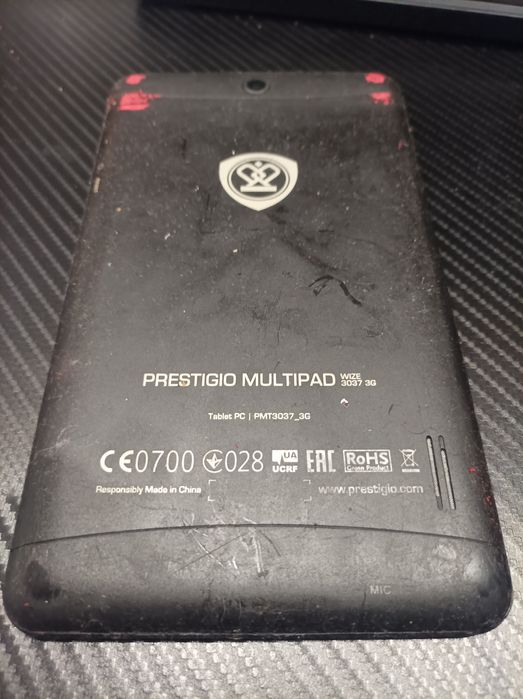 PRESTIGIO MULTIPAD WIZE 3037 3G
Tablet PC | PMT3037_3G
CE0700 028 UA UCRF EAC RoHS Green Product
Responsibly Made in China www.prestigio.com
MIC